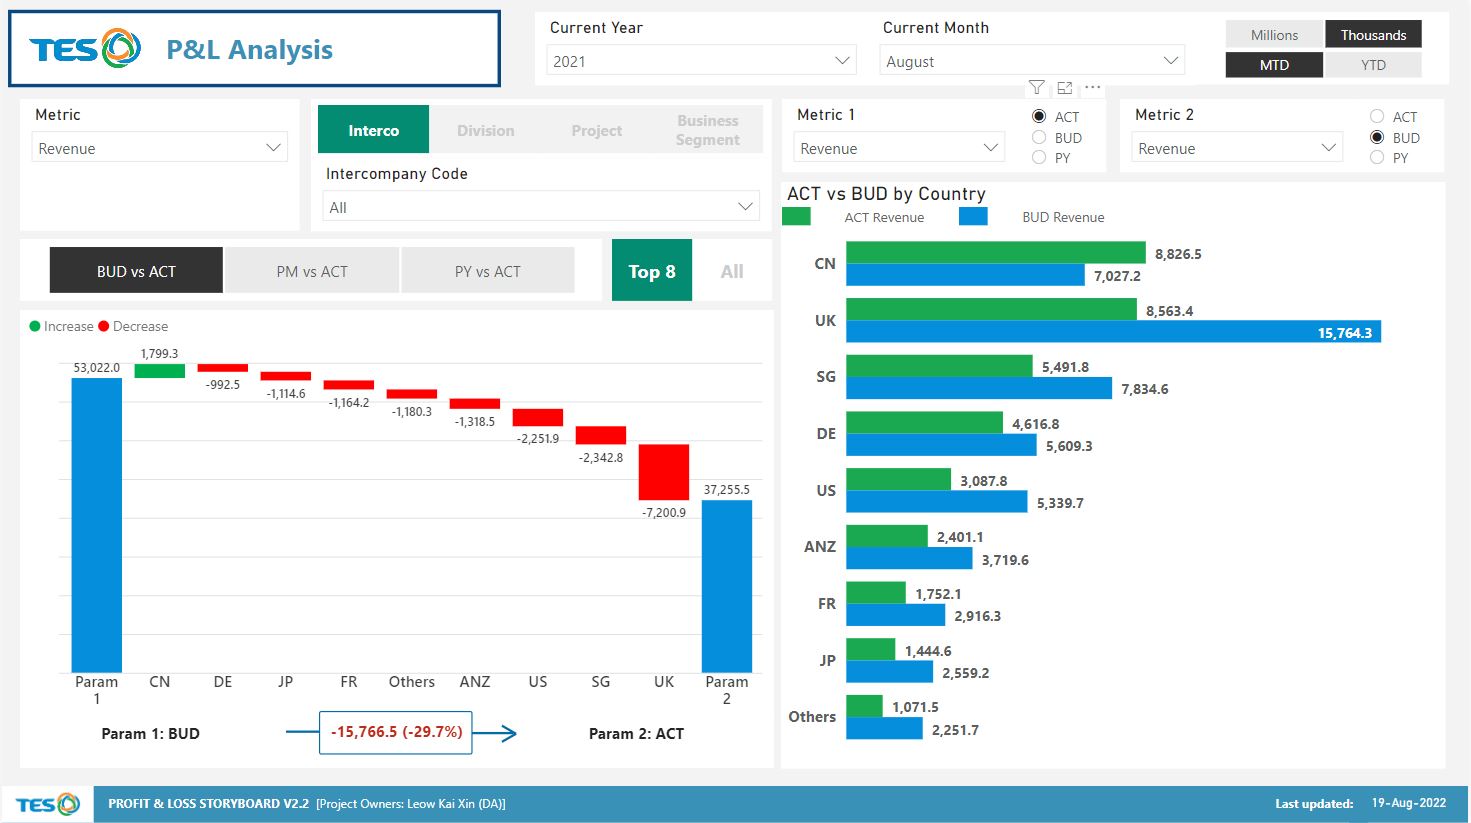 TES
P&L Analysis
Current Year
2021
Current Month
August
Millions
Thousands
MTD
YTD
Metric
Revenue
Interco
Division
Project
Business
Segment
Intercompany Code
All
Metric 1
Revenue
ACT
BUD
PY
Metric 2
Revenue
ACT
BUD
PY
BUD vs ACT
PM vs ACT
PY vs ACT
Top 8
All
Increase
Decrease
53,022.0
1,799.3
-992.5
-1,114.6
-1,164.2
-1,180.3
-1,318.5
-2,251.9
-2,342.8
-7,200.9
37,255.5
Param
1
CN
DE
JP
FR
Others
ANZ
US
SG
UK
Param
2
Param 1: BUD
-15,766.5 (-29.7%)
Param 2: ACT
ACT vs BUD by Country
ACT Revenue
BUD Revenue
CN
8,826.5
7,027.2
UK
8,563.4
15,764.3
SG
5,491.8
7,834.6
DE
4,616.8
5,609.3
US
3,087.8
5,339.7
ANZ
2,401.1
3,719.6
FR
1,752.1
2,916.3
JP
1,444.6
2,559.2
Others
1,071.5
2,251.7
TES
PROFIT & LOSS STORYBOARD V2.2 [Project Owners: Leow Kai Xin (DA)]
Last updated: 19-Aug-2022